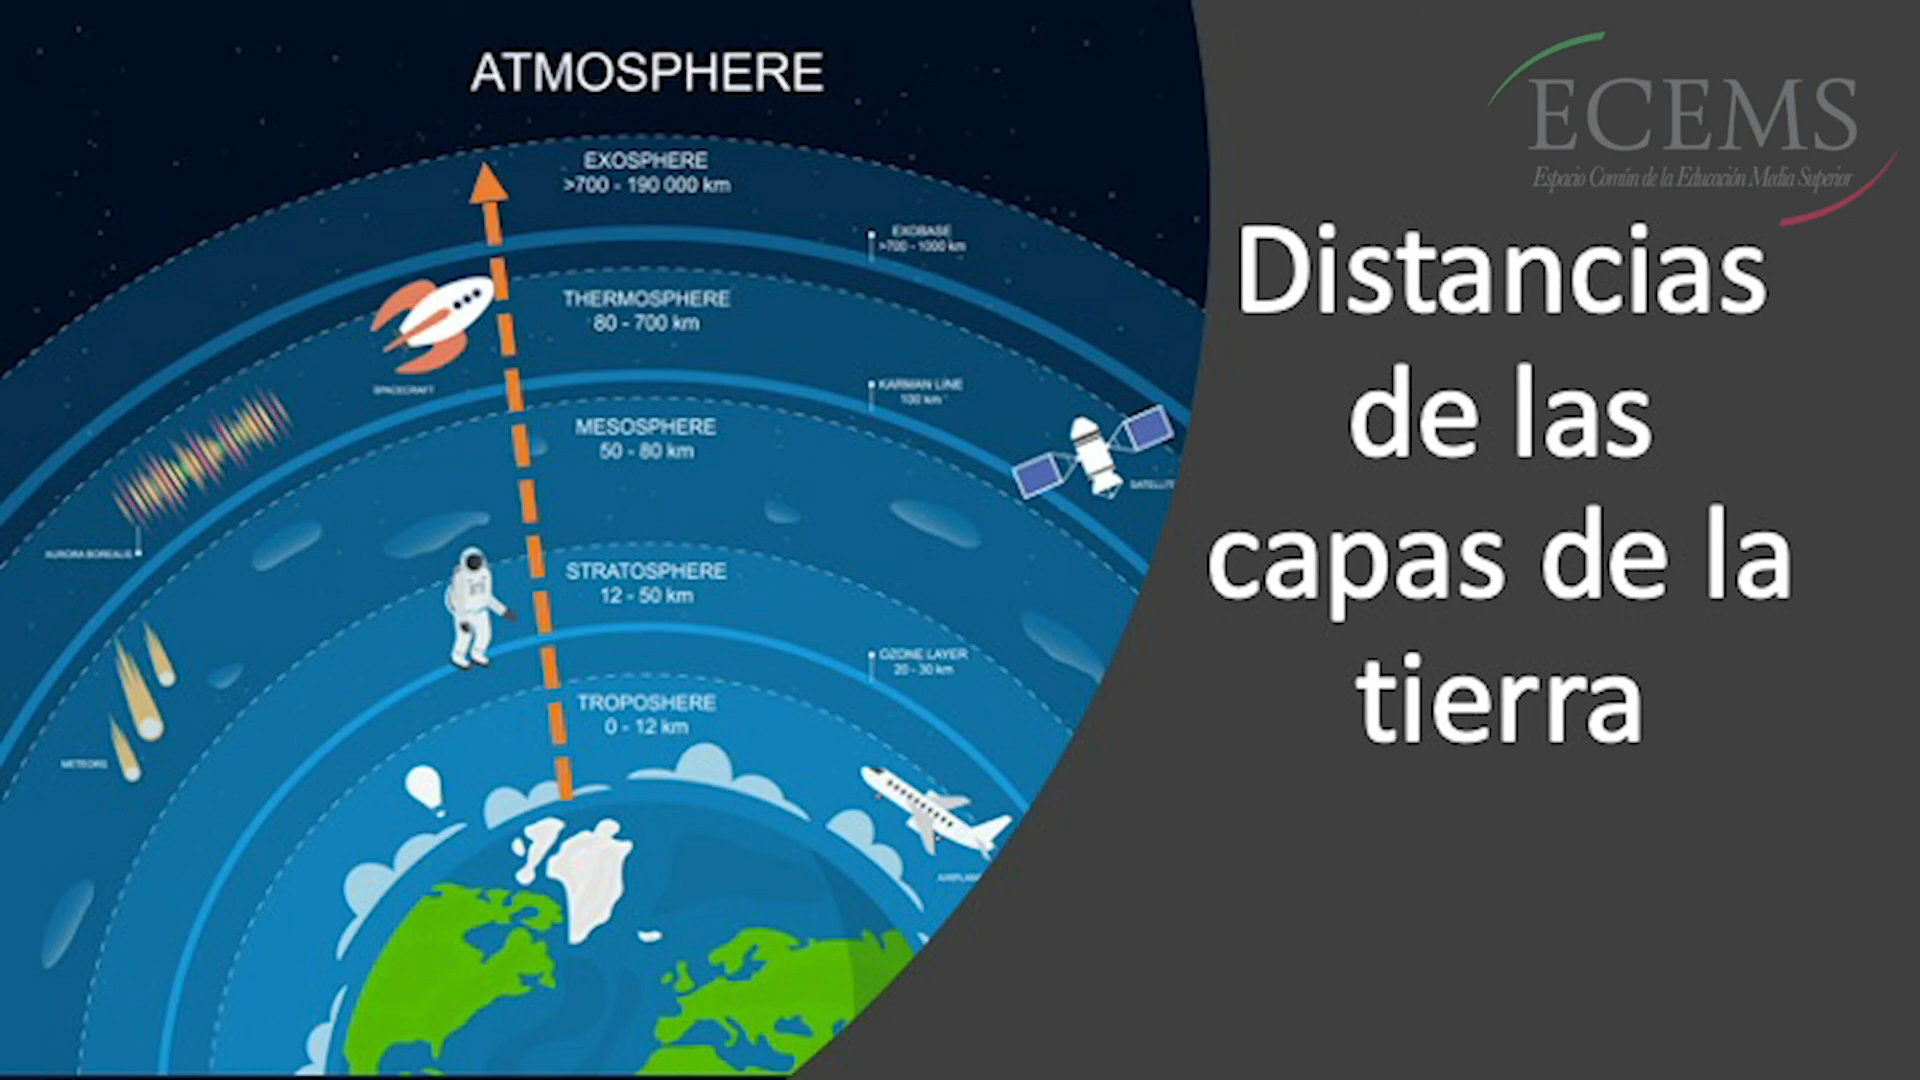 ATMOSPHERE
EXOSPHERE
>700 - 190 000 km
EXOBASE
>700 - 1000 km
THERMOSPHERE
80 - 700 km
SPACECRAFT
KARMAN LINE
100 km
MESOSPHERE
50 - 80 km
SATELLITE
AURORA BOREALIS
STRATOSPHERE
12 - 50 km
OZONE LAYER
20 - 30 km
TROPOSHERE
0 - 12 km
METEORS
AIRPLANE
ECEMS
Espacio Común de la Educación Media Superior
Distancias
de las
capas de la
tierra